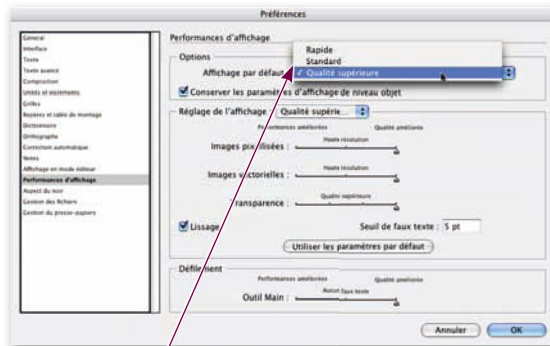 Préférences
Général
Interface
Texte
Texte avancé
Composition
Unités et incréments
Grilles
Repères et table de montage
Dictionnaire
Orthographe
Correction automatique
Notes
Affichage en mode éditeur
Performances d'affichage
Aspect du noir
Gestion des fichiers
Gestion du presse-papiers
Performances d'affichage
Options
Affichage par défaut
Rapide
Standard
✓ Qualité supérieure
Conserver les paramètres d'affichage de niveau objet
Réglage de l'affichage : Qualité supérie...
Performances améliorées Qualité améliorée
Images pixellisées : Haute résolution
Images vectorielles : Haute résolution
Transparence : Qualité supérieure
Lissage Seuil de faux texte : 5 pt
Utiliser les paramètres par défaut
Défilement
Performances améliorées Qualité améliorée
Outil Main : faux texte
Annuler OK